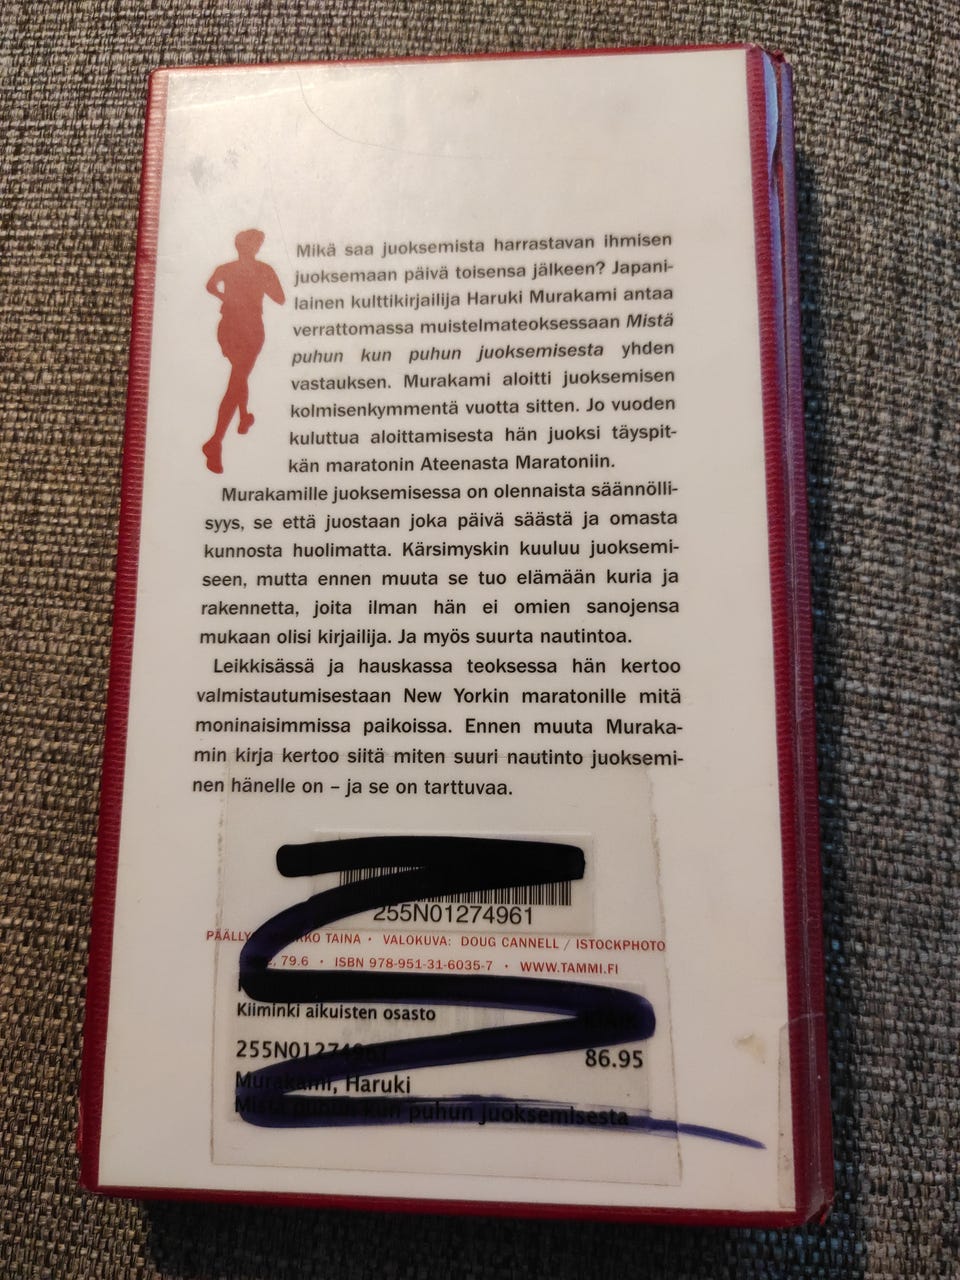 Mikä saa juoksemista harrastavan ihmisen
juoksemaan päivä toisensa jälkeen? Japani-
lainen kulttikirjailija Haruki Murakami antaa
verrattomassa muistelmateoksessaan Mistä
puhun kun puhun juoksemisesta yhden
vastauksen. Murakami aloitti juoksemisen
kolmisenkymmentä vuotta sitten. Jo vuoden
kuluttua aloittamisesta hän juoksi täyspit-
kän maratonin Ateenasta Maratoniin.
Murakamille juoksemisessa on olennaista säännölli-
syys, se että juostaan joka päivä säästä ja omasta
kunnosta huolimatta. Kärsimyskin kuuluu juoksemi-
seen, mutta ennen muuta se tuo elämään kuria ja
rakennetta, joita ilman hän ei omien sanojensa
mukaan olisi kirjailija. Ja myös suurta nautintoa.
Leikkisässä ja hauskassa teoksessa hän kertoo
valmistautumisestaan New Yorkin maratonille mitä
moninaisimmissa paikoissa. Ennen muuta Muraka-
min kirja kertoo siitä miten suuri nautinto juoksemi-
nen hänelle on – ja se on tarttuvaa.
255N01274961
TAINA • VALOKUVA: DOUG CANNELL / ISTOCKPHOTO
79.6 • ISBN 978-951-31-6035-7 • WWW.TAMMI.FI
Kiiminki aikuisten osasto
255N01274961
86.95
Murakami, Haruki
Mistä puhun kun puhun juoksemisesta